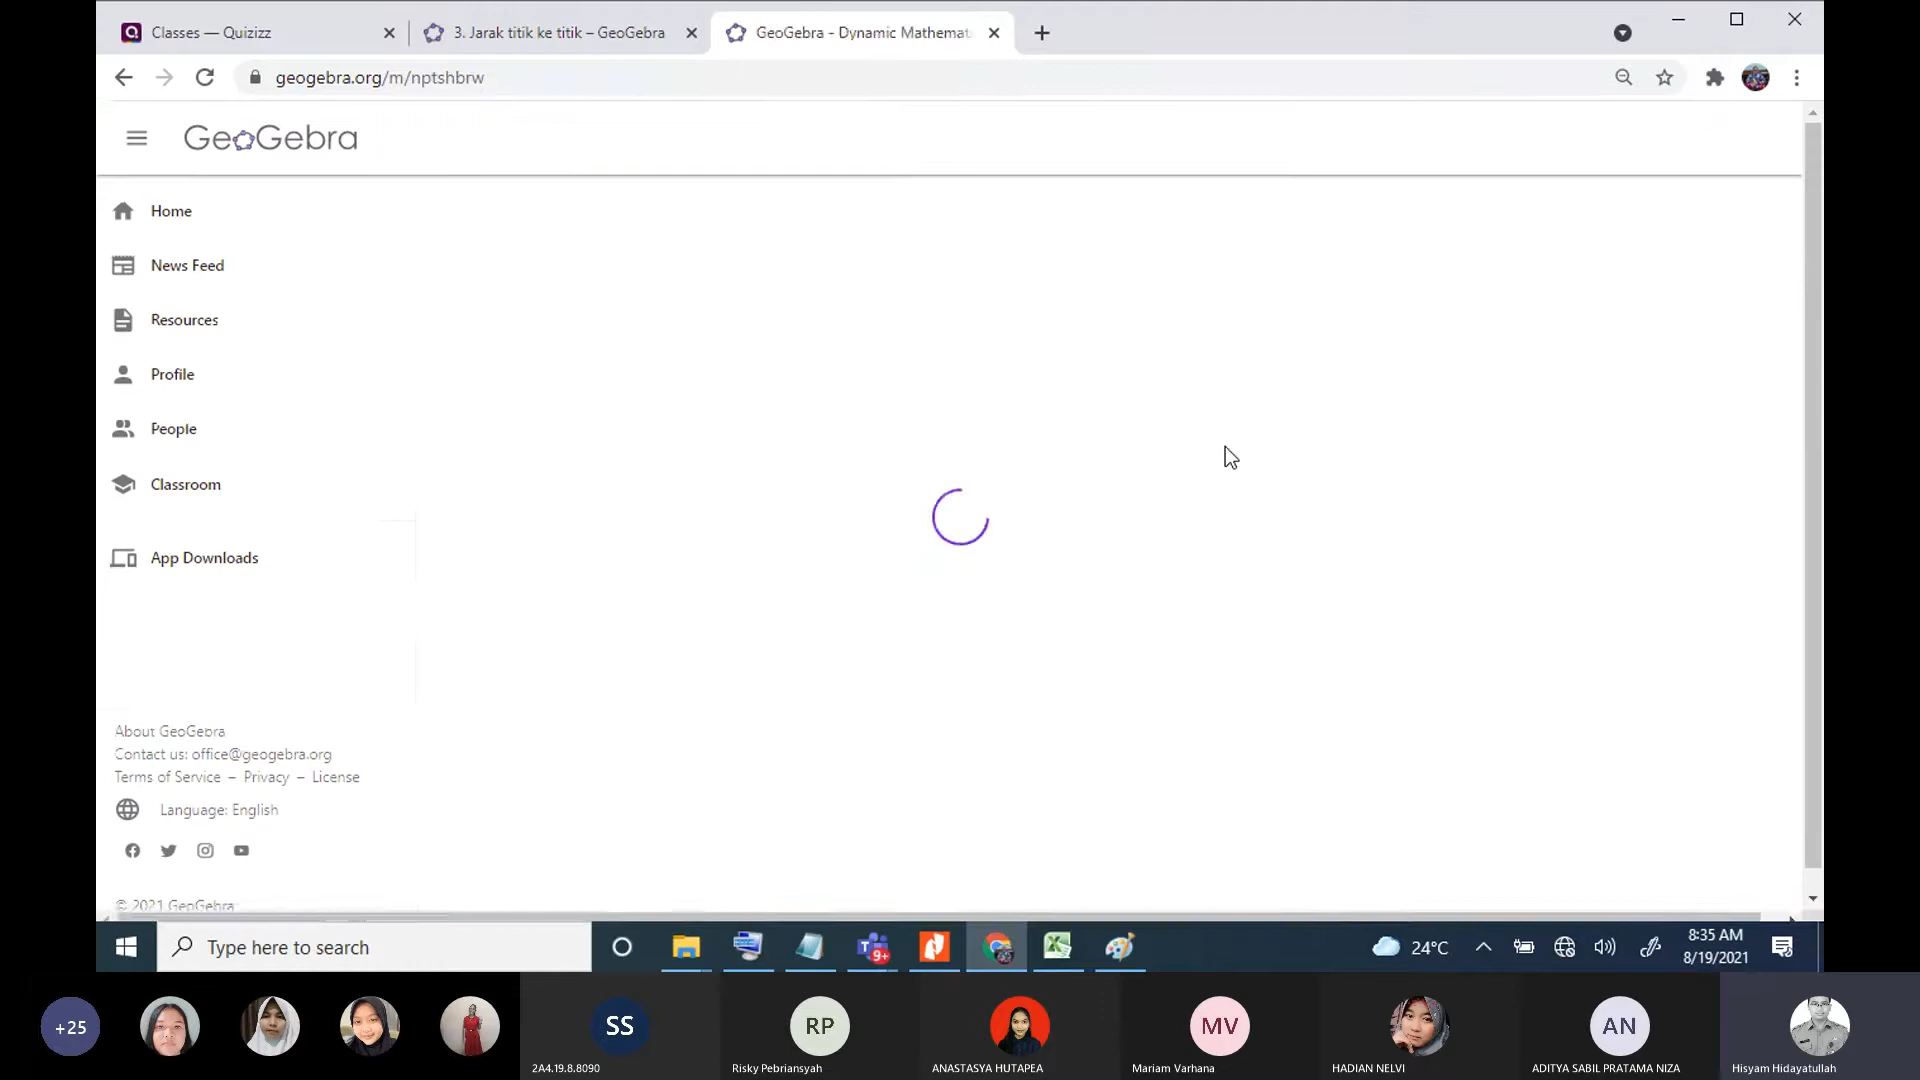 Classes — Quizizz
3. Jarak titik ke titik – GeoGebra
GeoGebra - Dynamic Mathemat
geogebra.org/m/nptshbrw
GeoGebra
Home
News Feed
Resources
Profile
People
Classroom
App Downloads
About GeoGebra
Contact us: office@geogebra.org
Terms of Service – Privacy – License
Language: English
© 2021 GeoGebra
Type here to search
9+
24°C
8:35 AM
8/19/2021
+25
SS
RP
MV
AN
2A4.19.8.8090
Risky Pebriansyah
ANASTASYA HUTAPEA
Mariam Varhana
HADIAN NELVI
ADITYA SABIL PRATAMA NIZA
Hisyam Hidayatullah